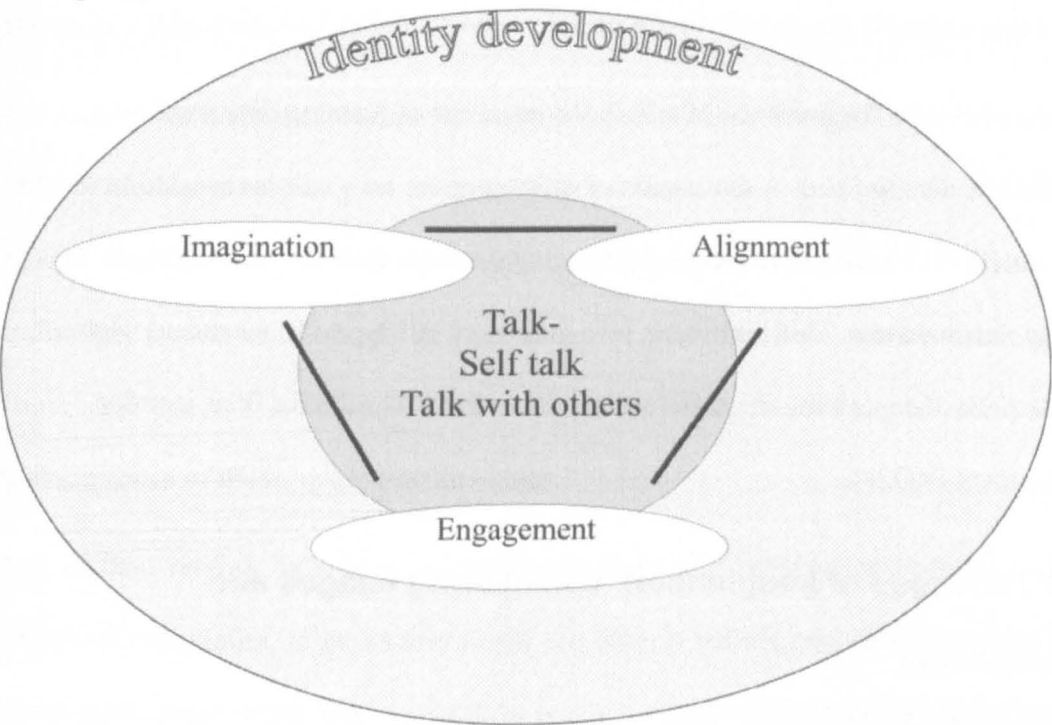 Identity development
Imagination
Alignment
Talk-
Self talk
Talk with others
Engagement